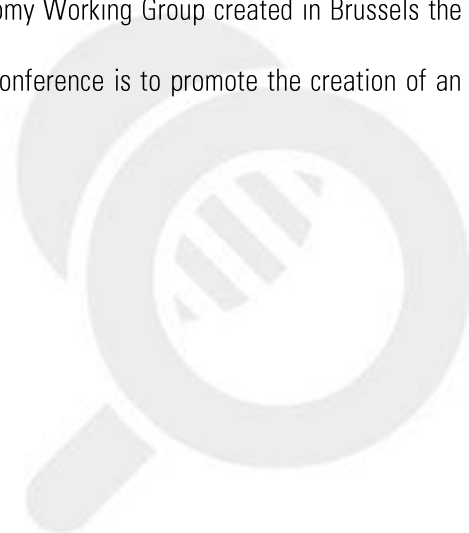 omy Working Group created in Brussels the
onference is to promote the creation of an